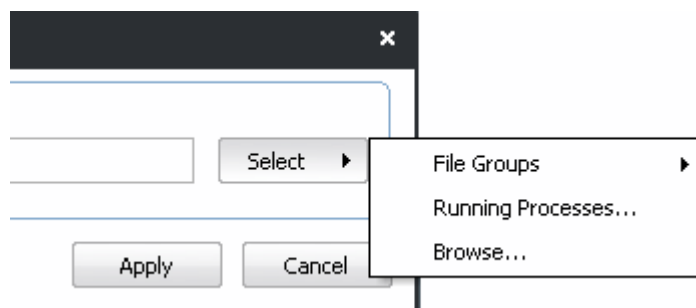 Select
File Groups
Running Processes...
Browse...
Apply
Cancel